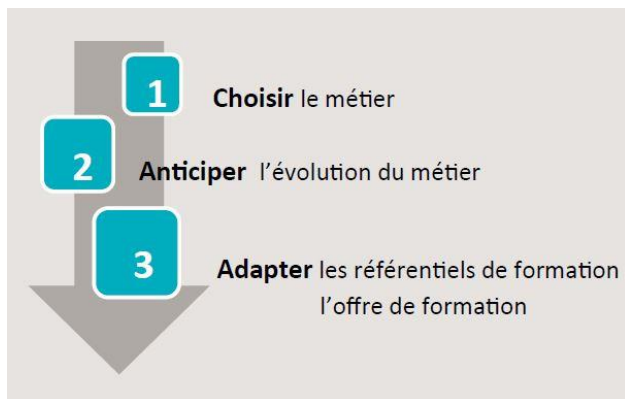 1 Choisir le métier
2 Anticiper l’évolution du métier
3 Adapter les référentiels de formation
l’offre de formation